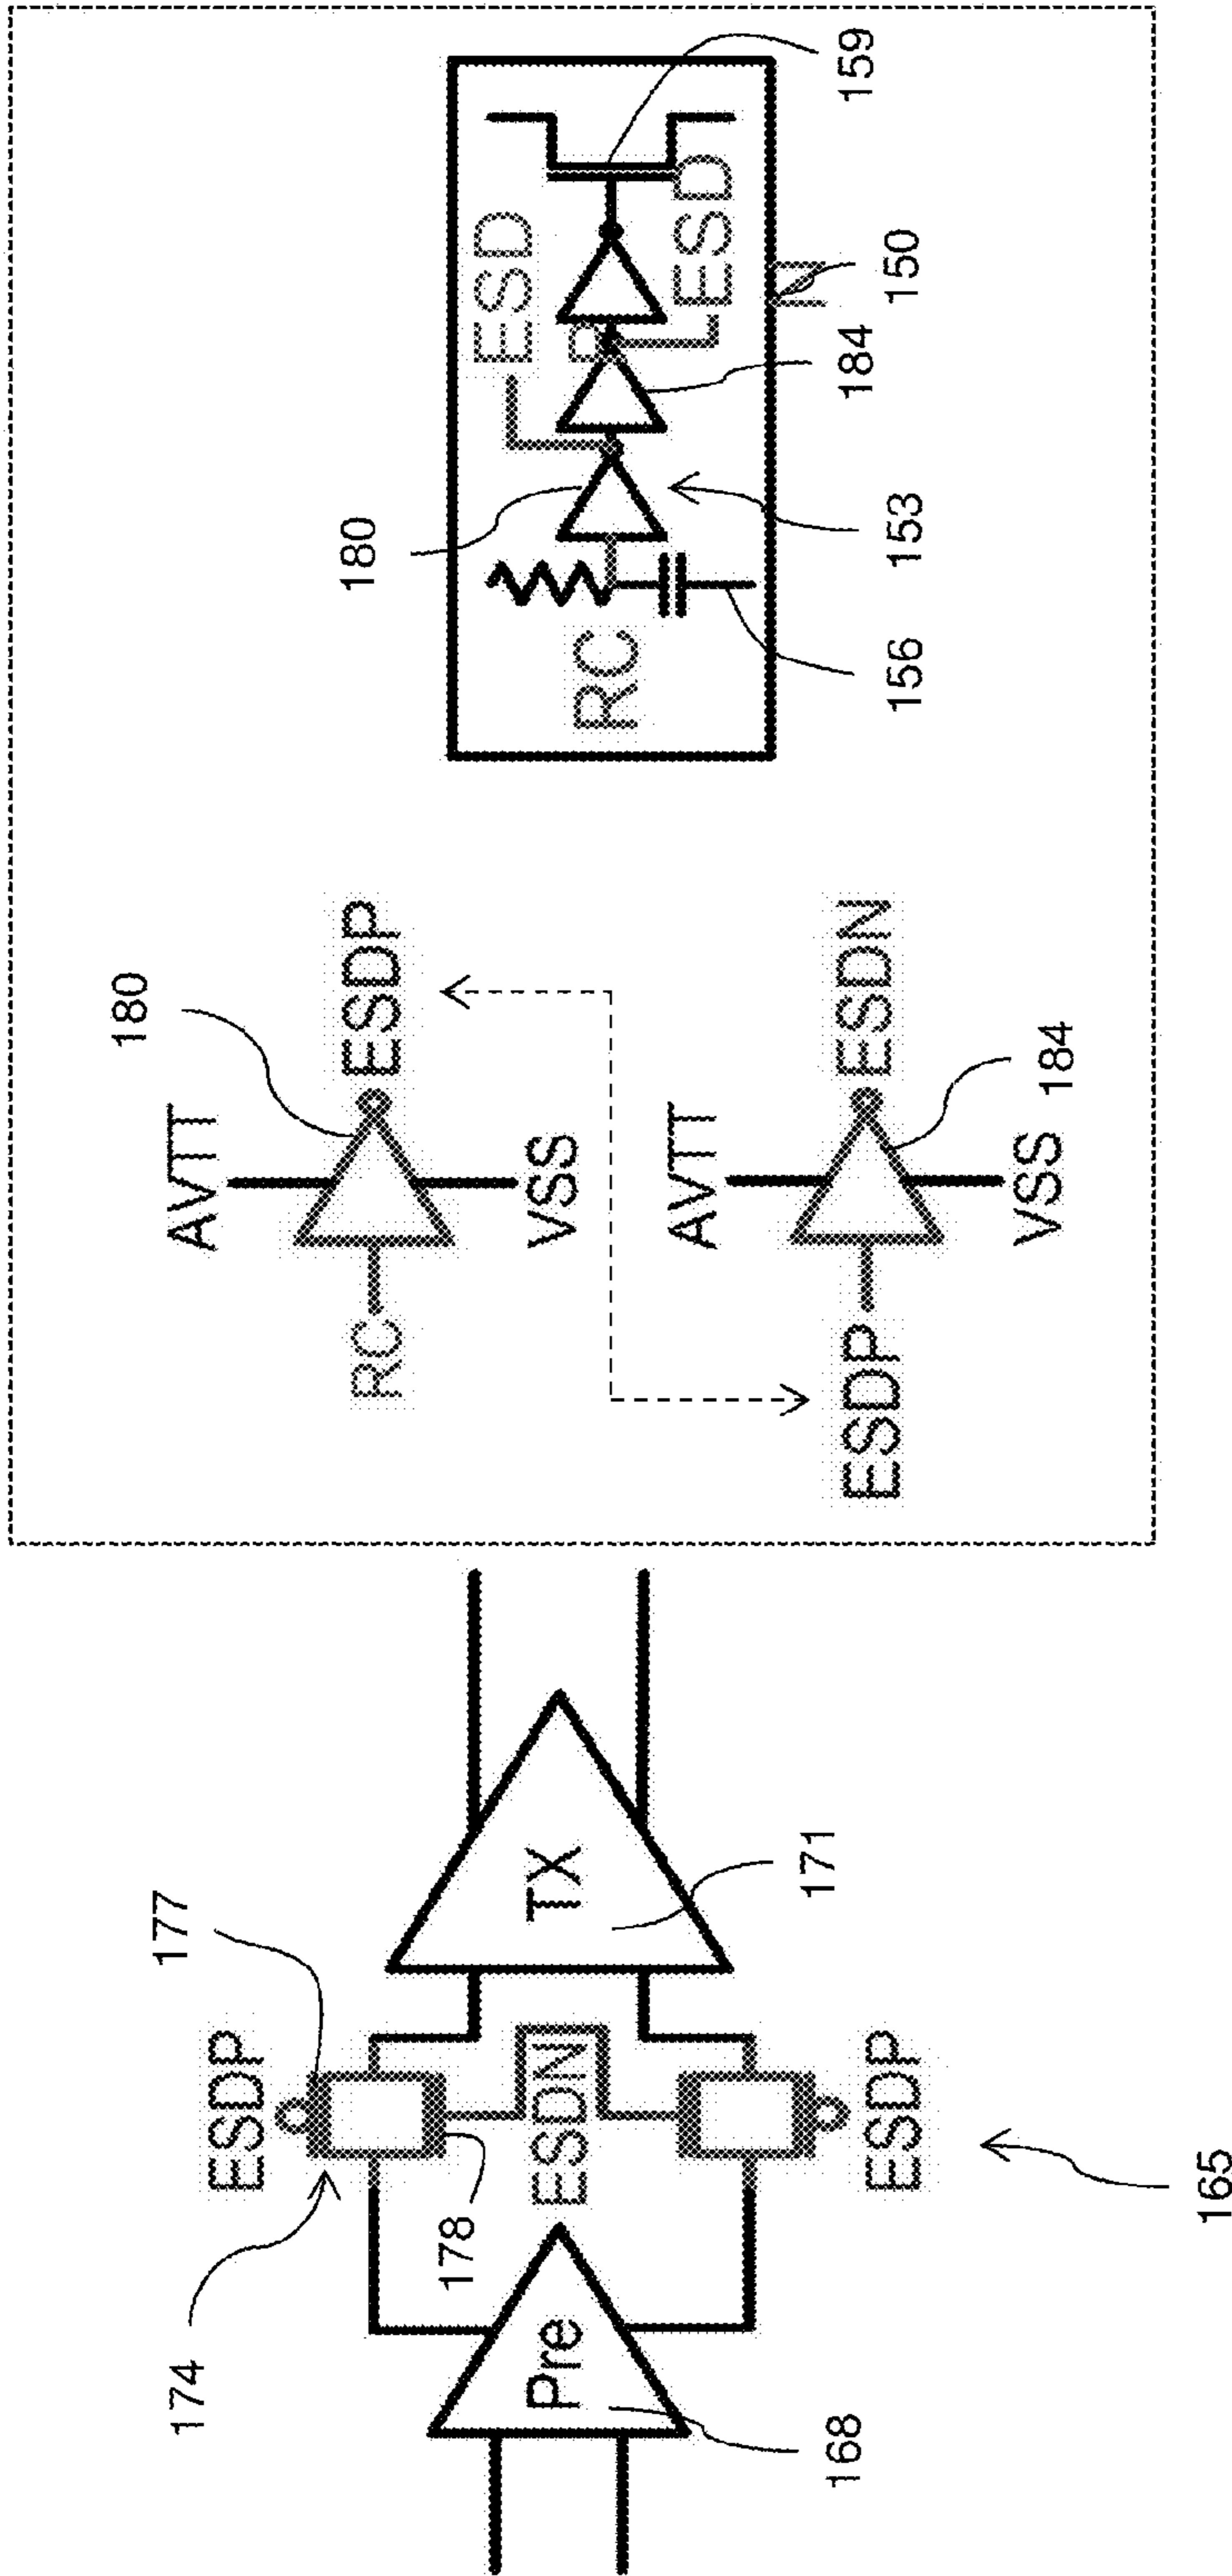 174
ESDP
177
178
ESDN
Pre
168
TX
171
ESDP
165
AVTT
180
RC
ESDP
VSS
AVTT
ESDP
ESDN
184
VSS
180
ESD
P
RC
ESD
N
156
153
184
150
159